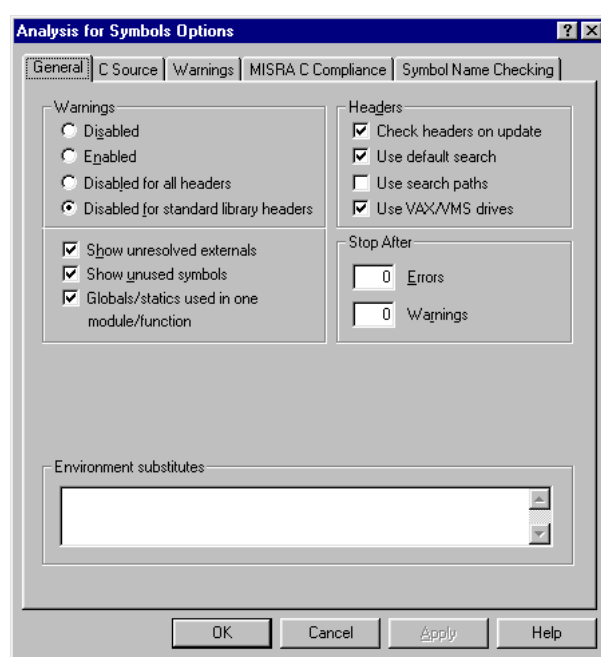 Analysis for Symbols Options
General C Source Warnings MISRA C Compliance Symbol Name Checking
Warnings
Disabled
Enabled
Disabled for all headers
Disabled for standard library headers
Show unresolved externals
Show unused symbols
Globals/statics used in one
module/function
Headers
Check headers on update
Use default search
Use search paths
Use VAX/VMS drives
Stop After
0 Errors
0 Warnings
Environment substitutes
OK Cancel Apply Help